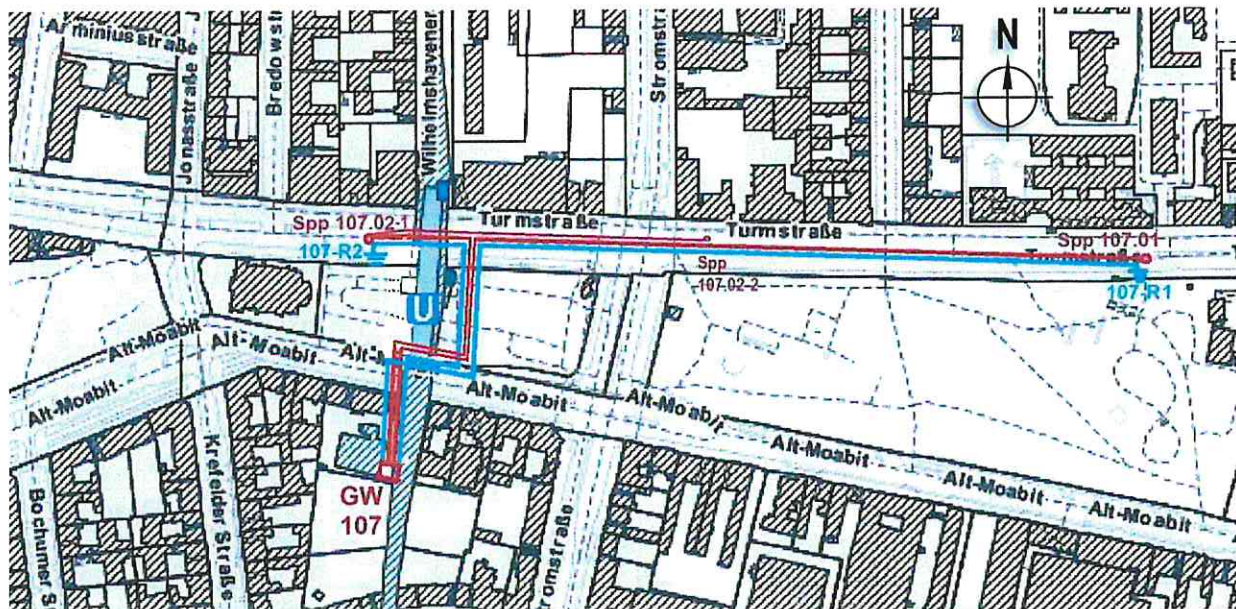 Arminiusstraße
Jonasstraße
Bredowstr
Wilhelmshavener
Stromstraße
N
Spp 107.02-1
Turmstraße
Turmstraße
Spp 107.01
107-R2
Spp
107.02-2
Turmstraße
107-R1
U
Alt-Moabit
Alt-Moabit
Alt-Moabit
Alt-Moabit
Alt-Moabit
Alt-Moabit
Alt-Moabit
Alt-Moabit
GW
107
Krefelder Straße
Bochumer S